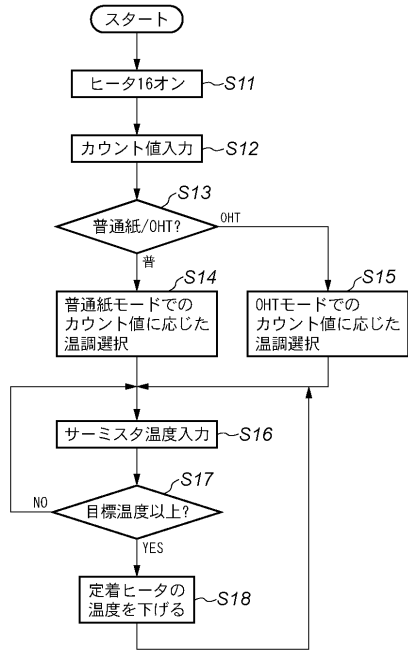 スタート
ヒータ16オン
S11
カウント値入力
S12
S13
普通紙/OHT?
OHT
普
S14
普通紙モードでの
カウント値に応じた
温調選択
S15
OHTモードでの
カウント値に応じた
温調選択
サーミスタ温度入力
S16
S17
目標温度以上?
NO
YES
定着ヒータの
温度を下げる
S18